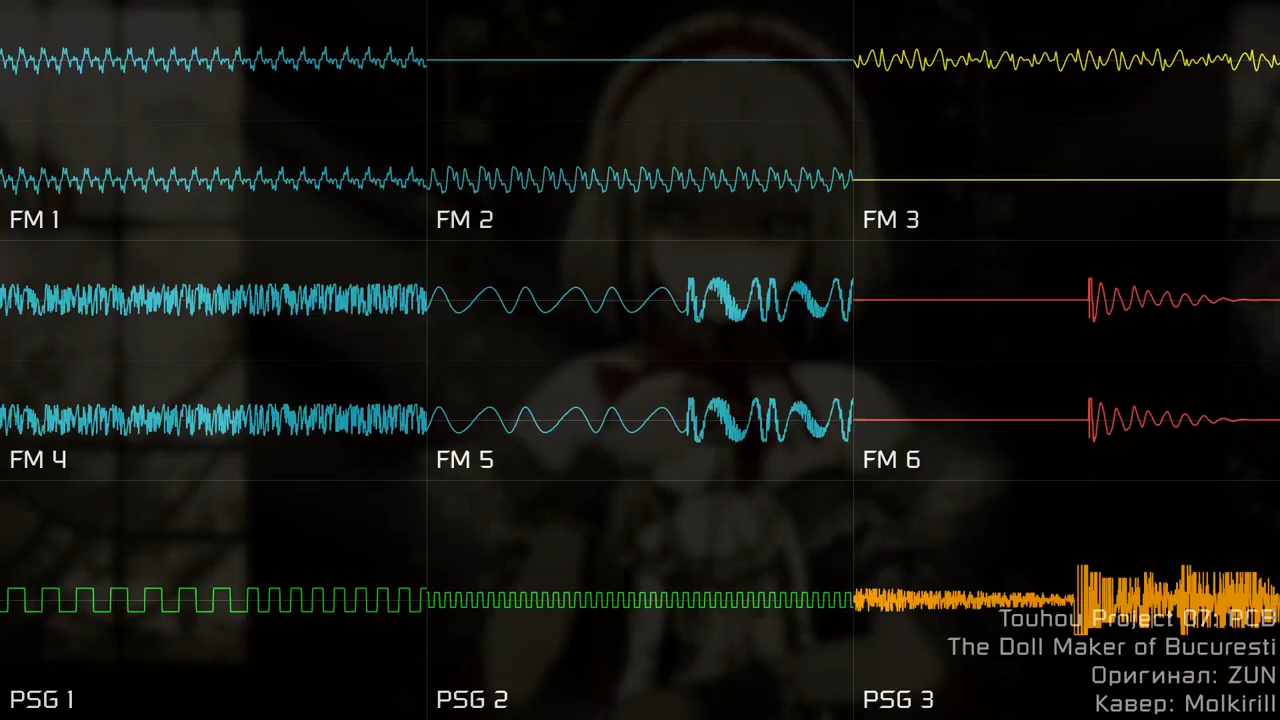 FM 1
FM 2
FM 3
FM 4
FM 5
FM 6
PSG 1
PSG 2
PSG 3
Touhou Project 07: PCB
The Doll Maker of Bucuresti
Оригинал: ZUN
Кавер: Molkirill